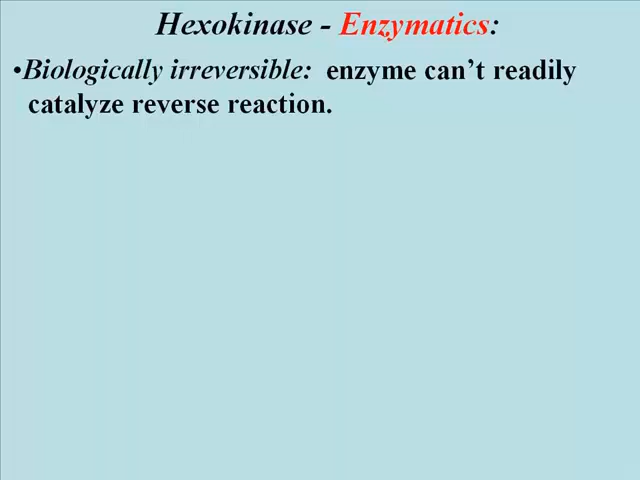 Hexokinase - Enzymatics:
•Biologically irreversible: enzyme can't readily
catalyze reverse reaction.